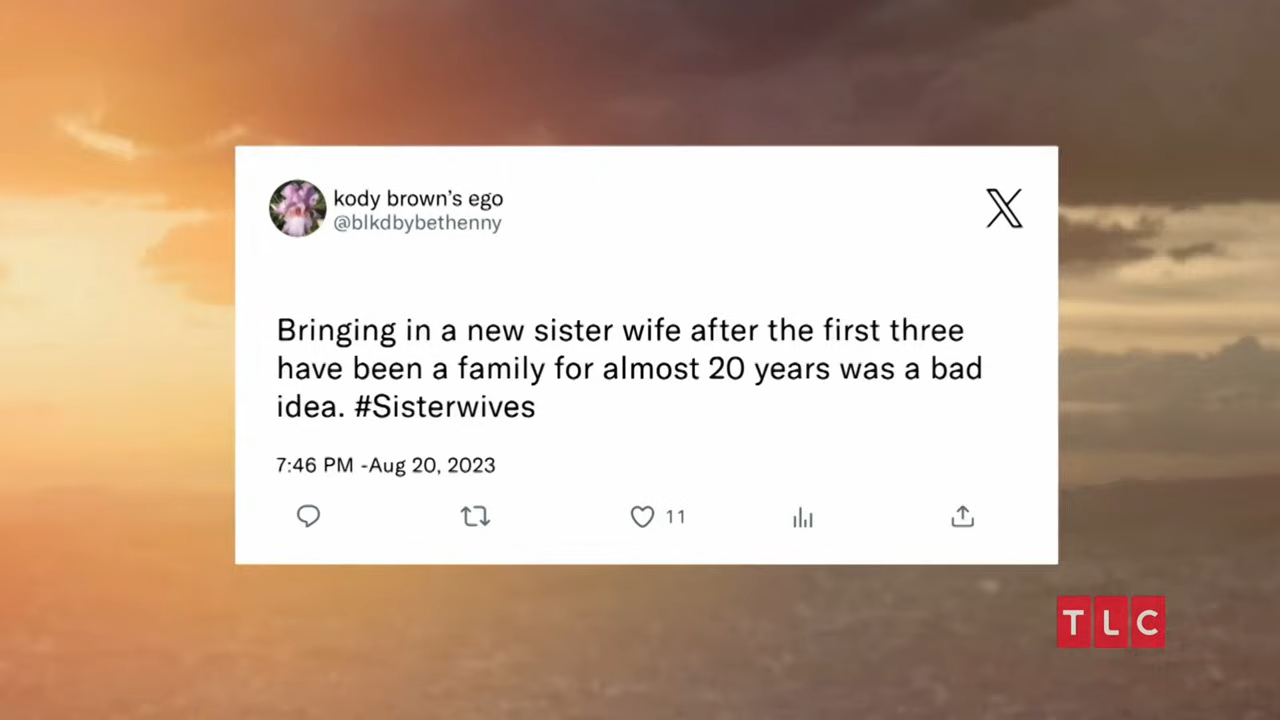 kody brown’s ego
@blkdbybethenny
Bringing in a new sister wife after the first three
have been a family for almost 20 years was a bad
idea. #Sisterwives
7:46 PM -Aug 20, 2023
11
TLC